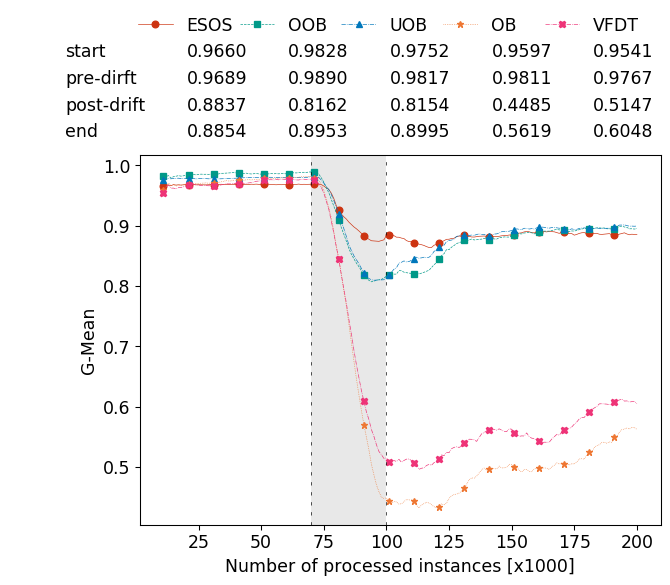 ESOS OOB UOB OB VFDT
start 0.9660 0.9828 0.9752 0.9597 0.9541
pre-dirft 0.9689 0.9890 0.9817 0.9811 0.9767
post-drift 0.8837 0.8162 0.8154 0.4485 0.5147
end 0.8854 0.8953 0.8995 0.5619 0.6048
1.0
0.9
0.8
0.7
0.6
0.5
G-Mean
25 50 75 100 125 150 175 200
Number of processed instances [x1000]